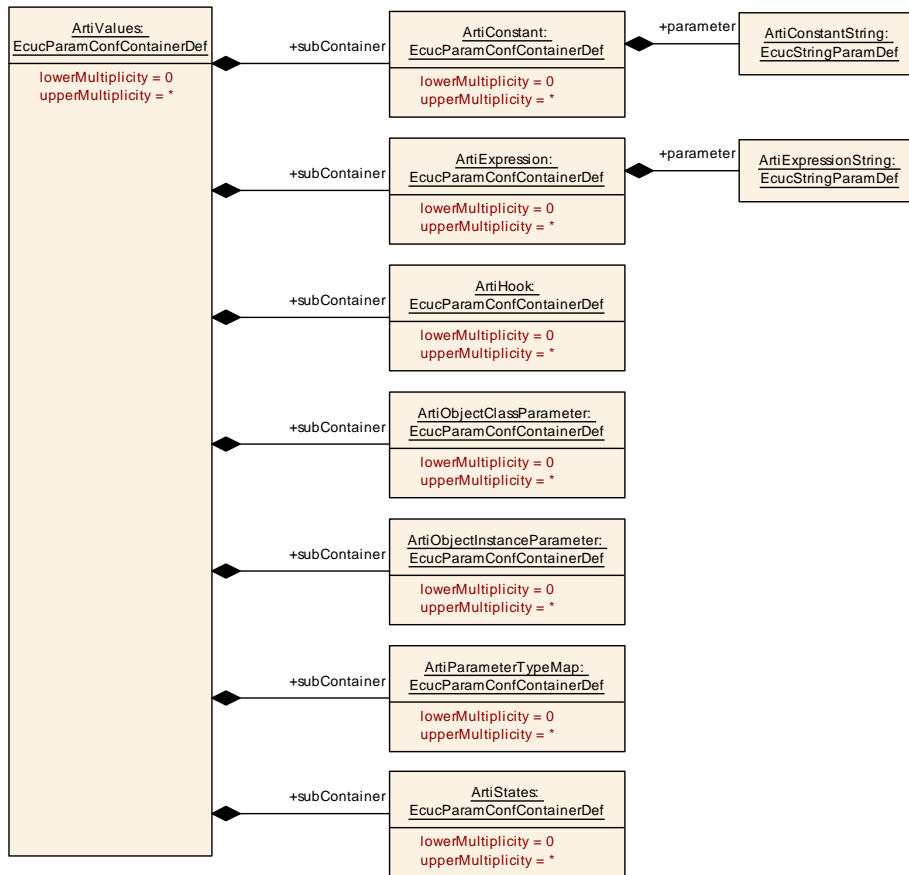 ArtiValues:
EcucParamConfContainerDef
lowerMultiplicity = 0
upperMultiplicity = *
+subContainer
ArtiConstant:
EcucParamConfContainerDef
lowerMultiplicity = 0
upperMultiplicity = *
+parameter
ArtiConstantString:
EcucStringParamDef
+subContainer
ArtiExpression:
EcucParamConfContainerDef
lowerMultiplicity = 0
upperMultiplicity = *
+parameter
ArtiExpressionString:
EcucStringParamDef
+subContainer
ArtiHook:
EcucParamConfContainerDef
lowerMultiplicity = 0
upperMultiplicity = *
+subContainer
ArtiObjectClassParameter:
EcucParamConfContainerDef
lowerMultiplicity = 0
upperMultiplicity = *
+subContainer
ArtiObjectInstanceParameter:
EcucParamConfContainerDef
lowerMultiplicity = 0
upperMultiplicity = *
+subContainer
ArtiParameterTypeMap:
EcucParamConfContainerDef
lowerMultiplicity = 0
upperMultiplicity = *
+subContainer
ArtiStates:
EcucParamConfContainerDef
lowerMultiplicity = 0
upperMultiplicity = *